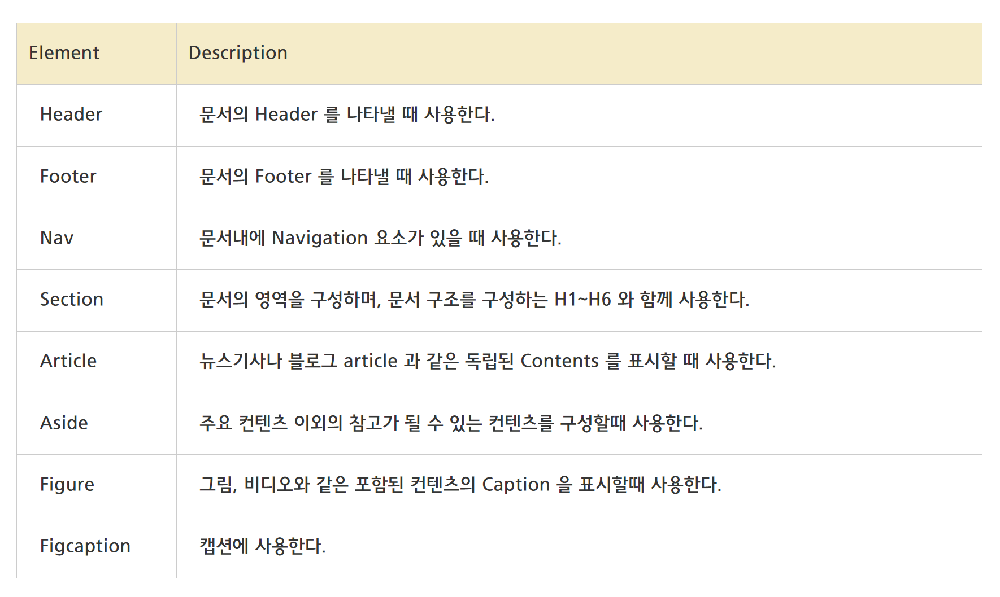 Element Description
Header 문서의 Header 를 나타낼 때 사용한다.
Footer 문서의 Footer 를 나타낼 때 사용한다.
Nav 문서내에 Navigation 요소가 있을 때 사용한다.
Section 문서의 영역을 구성하며, 문서 구조를 구성하는 H1~H6 와 함께 사용한다.
Article 뉴스기사나 블로그 article 과 같은 독립된 Contents 를 표시할 때 사용한다.
Aside 주요 컨텐츠 이외의 참고가 될 수 있는 컨텐츠를 구성할때 사용한다.
Figure 그림, 비디오와 같은 포함된 컨텐츠의 Caption 을 표시할때 사용한다.
Figcaption 캡션에 사용한다.